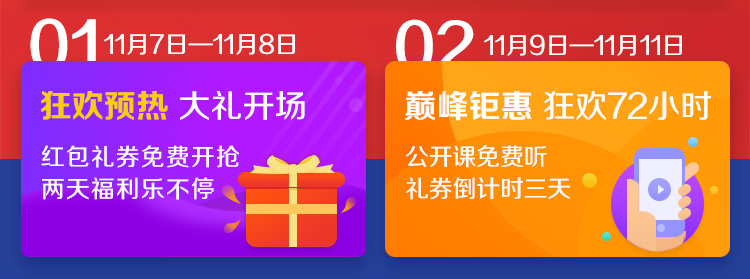 01 11月7日—11月8日
狂欢预热 大礼开场
红包礼券免费开抢
两天福利乐不停
02 11月9日—11月11日
巅峰钜惠 狂欢72小时
公开课免费听
礼券倒计时三天